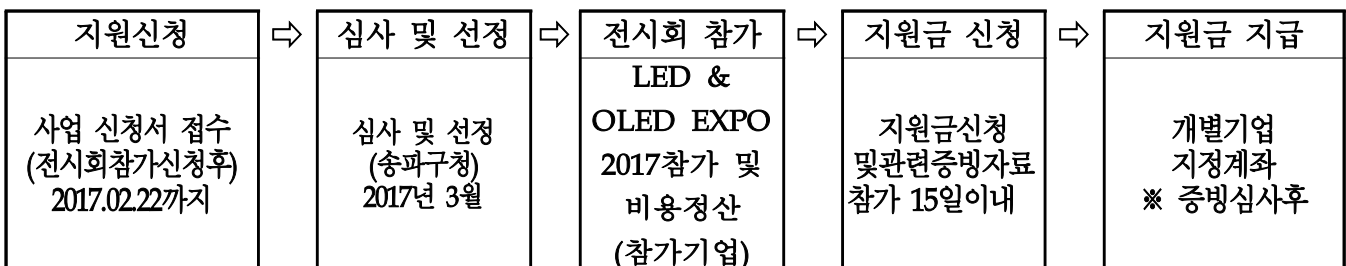 지원신청 ⇨ 심사 및 선정 ⇨ 전시회 참가 ⇨ 지원금 신청 ⇨ 지원금 지급
사업 신청서 접수
(전시회참가신청후)
2017.02.22까지
심사 및 선정
(송파구청)
2017년 3월
LED &
OLED EXPO
2017참가 및
비용정산
(참가기업)
지원금신청
및관련증빙자료
참가 15일이내
개별기업
지정계좌
※ 증빙심사후